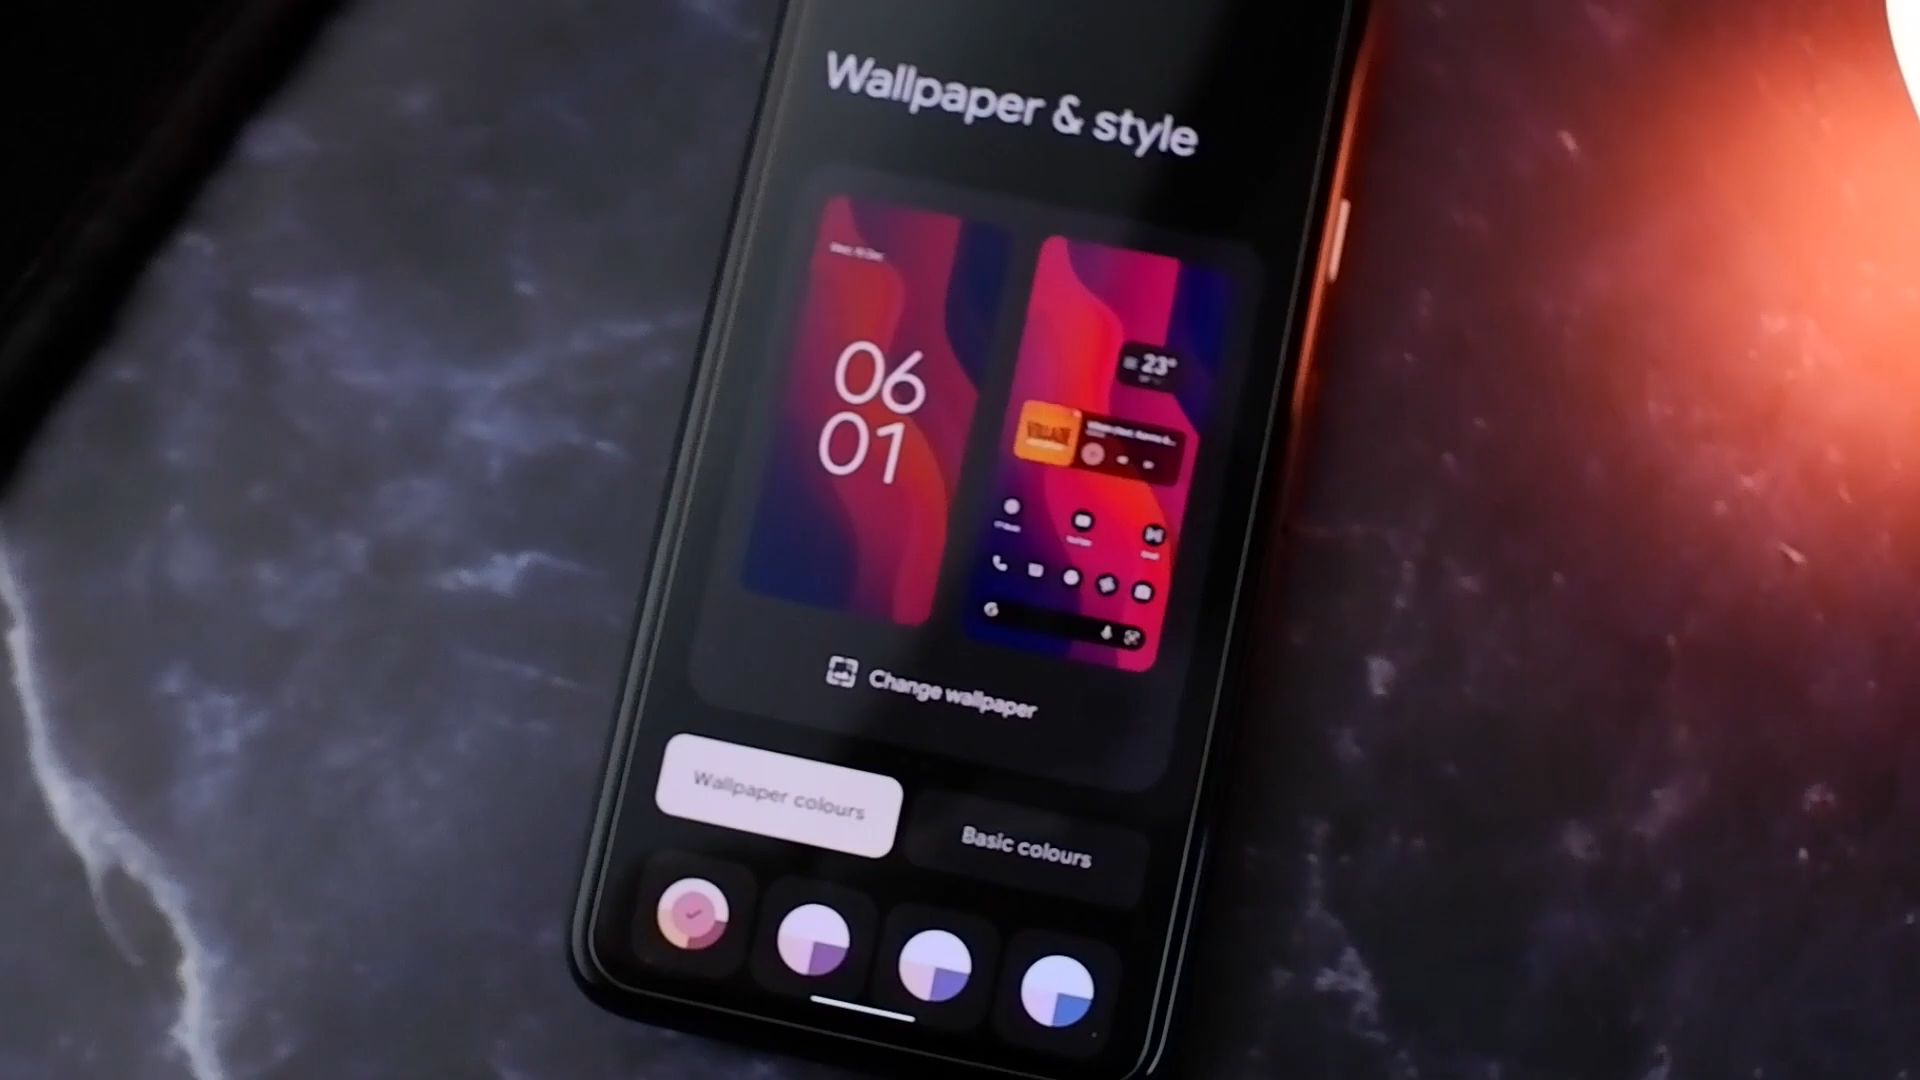 Wallpaper & style
06
01
23°
Change wallpaper
Wallpaper colours
Basic colours